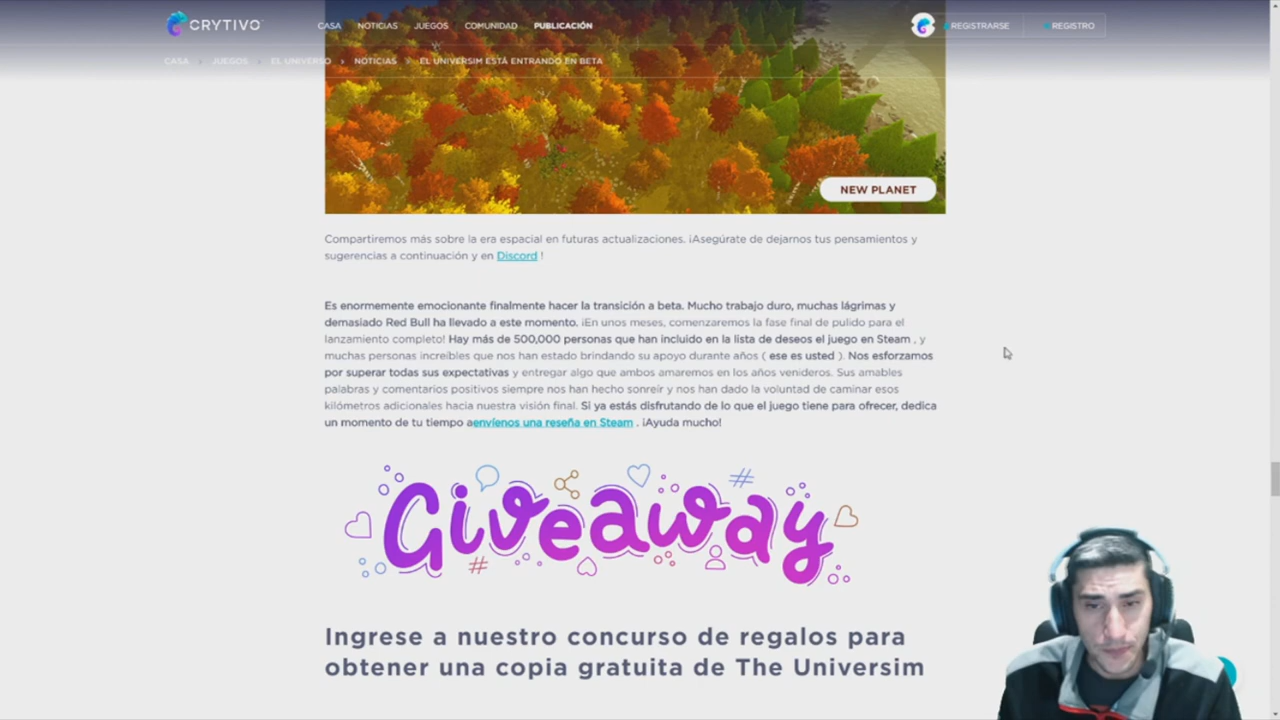 CRYTIVO
CASA NOTICIAS JUEGOS COMUNIDAD PUBLICACIÓN
REGISTRARSE REGISTRO
CASA > JUEGOS > EL UNIVERSO > NOTICIAS > EL UNIVERSIM ESTÁ ENTRANDO EN BETA
NEW PLANET
Compartiremos más sobre la era espacial en futuras actualizaciones. ¡Asegúrate de dejarnos tus pensamientos y
sugerencias a continuación y en Discord !
Es enormemente emocionante finalmente hacer la transición a beta. Mucho trabajo duro, muchas lágrimas y
demasiado Red Bull ha llevado a este momento. ¡En unos meses, comenzaremos la fase final de pulido para el
lanzamiento completo! Hay más de 500,000 personas que han incluido en la lista de deseos el juego en Steam , y
muchas personas increíbles que nos han estado brindando su apoyo durante años ( ese es usted ). Nos esforzamos
por superar todas sus expectativas y entregar algo que ambos amaremos en los años venideros. Sus amables
palabras y comentarios positivos siempre nos han hecho sonreír y nos han dado la voluntad de caminar esos
kilómetros adicionales hacia nuestra visión final. Si ya estás disfrutando de lo que el juego tiene para ofrecer, dedica
un momento de tu tiempo aenvíenos una reseña en Steam . ¡Ayuda mucho!
Giveaway
Ingrese a nuestro concurso de regalos para
obtener una copia gratuita de The Universim